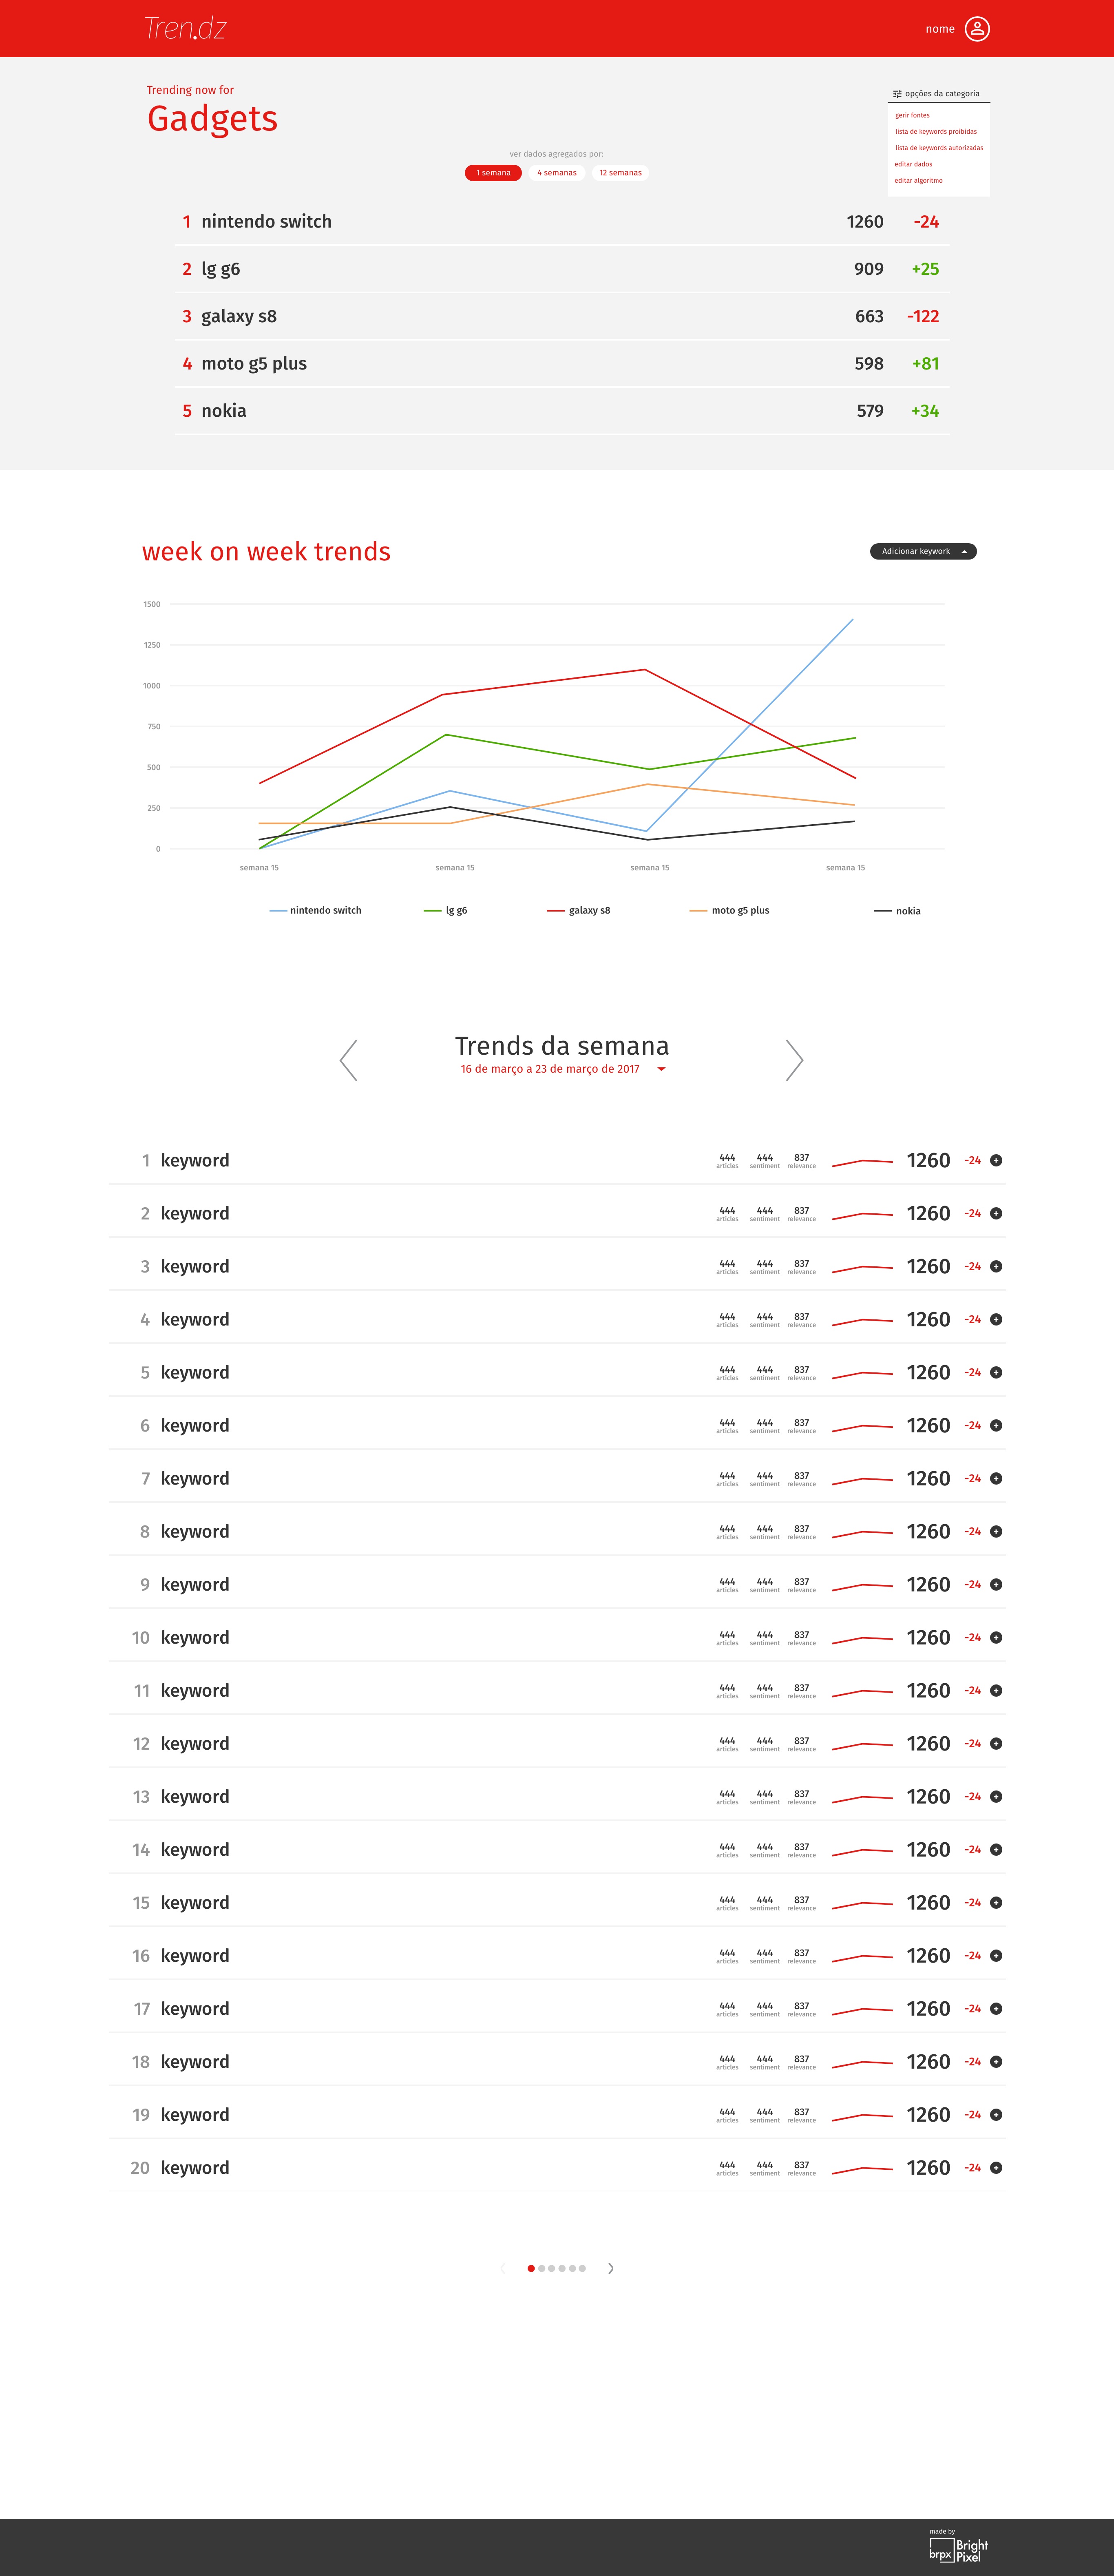 Tren.dz
nome
Trending now for
Gadgets
opções da categoria
gerir fontes
lista de keywords proibidas
lista de keywords autorizadas
editar dados
editar algoritmo
ver dados agregados por:
1 semana 4 semanas 12 semanas
1 nintendo switch 1260 -24
2 lg g6 909 +25
3 galaxy s8 663 -122
4 moto g5 plus 598 +81
5 nokia 579 +34
week on week trends
Adicionar keywork
1500
1250
1000
750
500
250
0
semana 15 semana 15 semana 15 semana 15
nintendo switch lg g6 galaxy s8 moto g5 plus nokia
Trends da semana
16 de março a 23 de março de 2017
1 keyword 444 articles 444 sentiment 837 relevance 1260 -24 +
2 keyword 444 articles 444 sentiment 837 relevance 1260 -24 +
3 keyword 444 articles 444 sentiment 837 relevance 1260 -24 +
4 keyword 444 articles 444 sentiment 837 relevance 1260 -24 +
5 keyword 444 articles 444 sentiment 837 relevance 1260 -24 +
6 keyword 444 articles 444 sentiment 837 relevance 1260 -24 +
7 keyword 444 articles 444 sentiment 837 relevance 1260 -24 +
8 keyword 444 articles 444 sentiment 837 relevance 1260 -24 +
9 keyword 444 articles 444 sentiment 837 relevance 1260 -24 +
10 keyword 444 articles 444 sentiment 837 relevance 1260 -24 +
11 keyword 444 articles 444 sentiment 837 relevance 1260 -24 +
12 keyword 444 articles 444 sentiment 837 relevance 1260 -24 +
13 keyword 444 articles 444 sentiment 837 relevance 1260 -24 +
14 keyword 444 articles 444 sentiment 837 relevance 1260 -24 +
15 keyword 444 articles 444 sentiment 837 relevance 1260 -24 +
16 keyword 444 articles 444 sentiment 837 relevance 1260 -24 +
17 keyword 444 articles 444 sentiment 837 relevance 1260 -24 +
18 keyword 444 articles 444 sentiment 837 relevance 1260 -24 +
19 keyword 444 articles 444 sentiment 837 relevance 1260 -24 +
20 keyword 444 articles 444 sentiment 837 relevance 1260 -24 +
made by
brpx Bright
Pixel